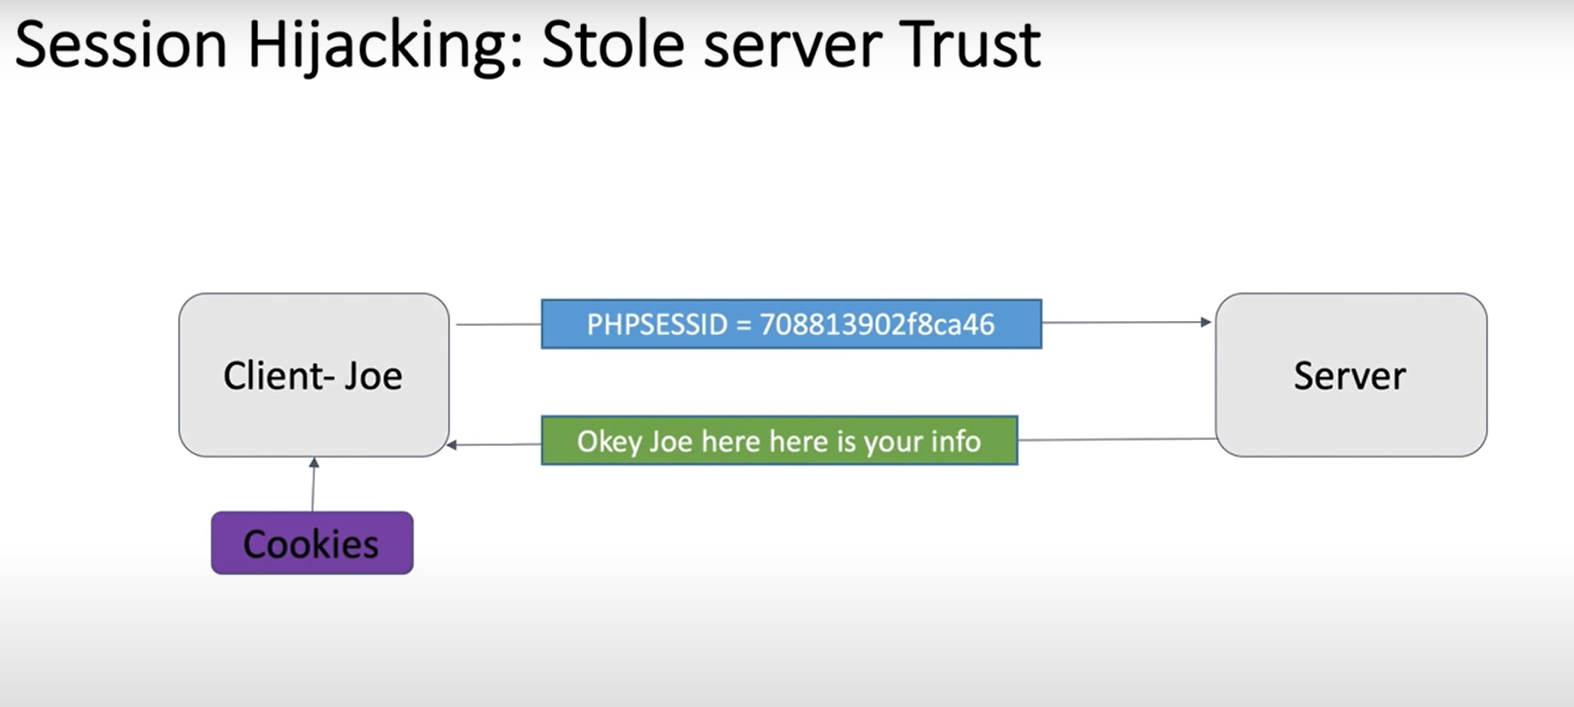 Session Hijacking: Stole server Trust
PHPSESSID = 708813902f8ca46
Client- Joe
Server
Okey Joe here here is your info
Cookies